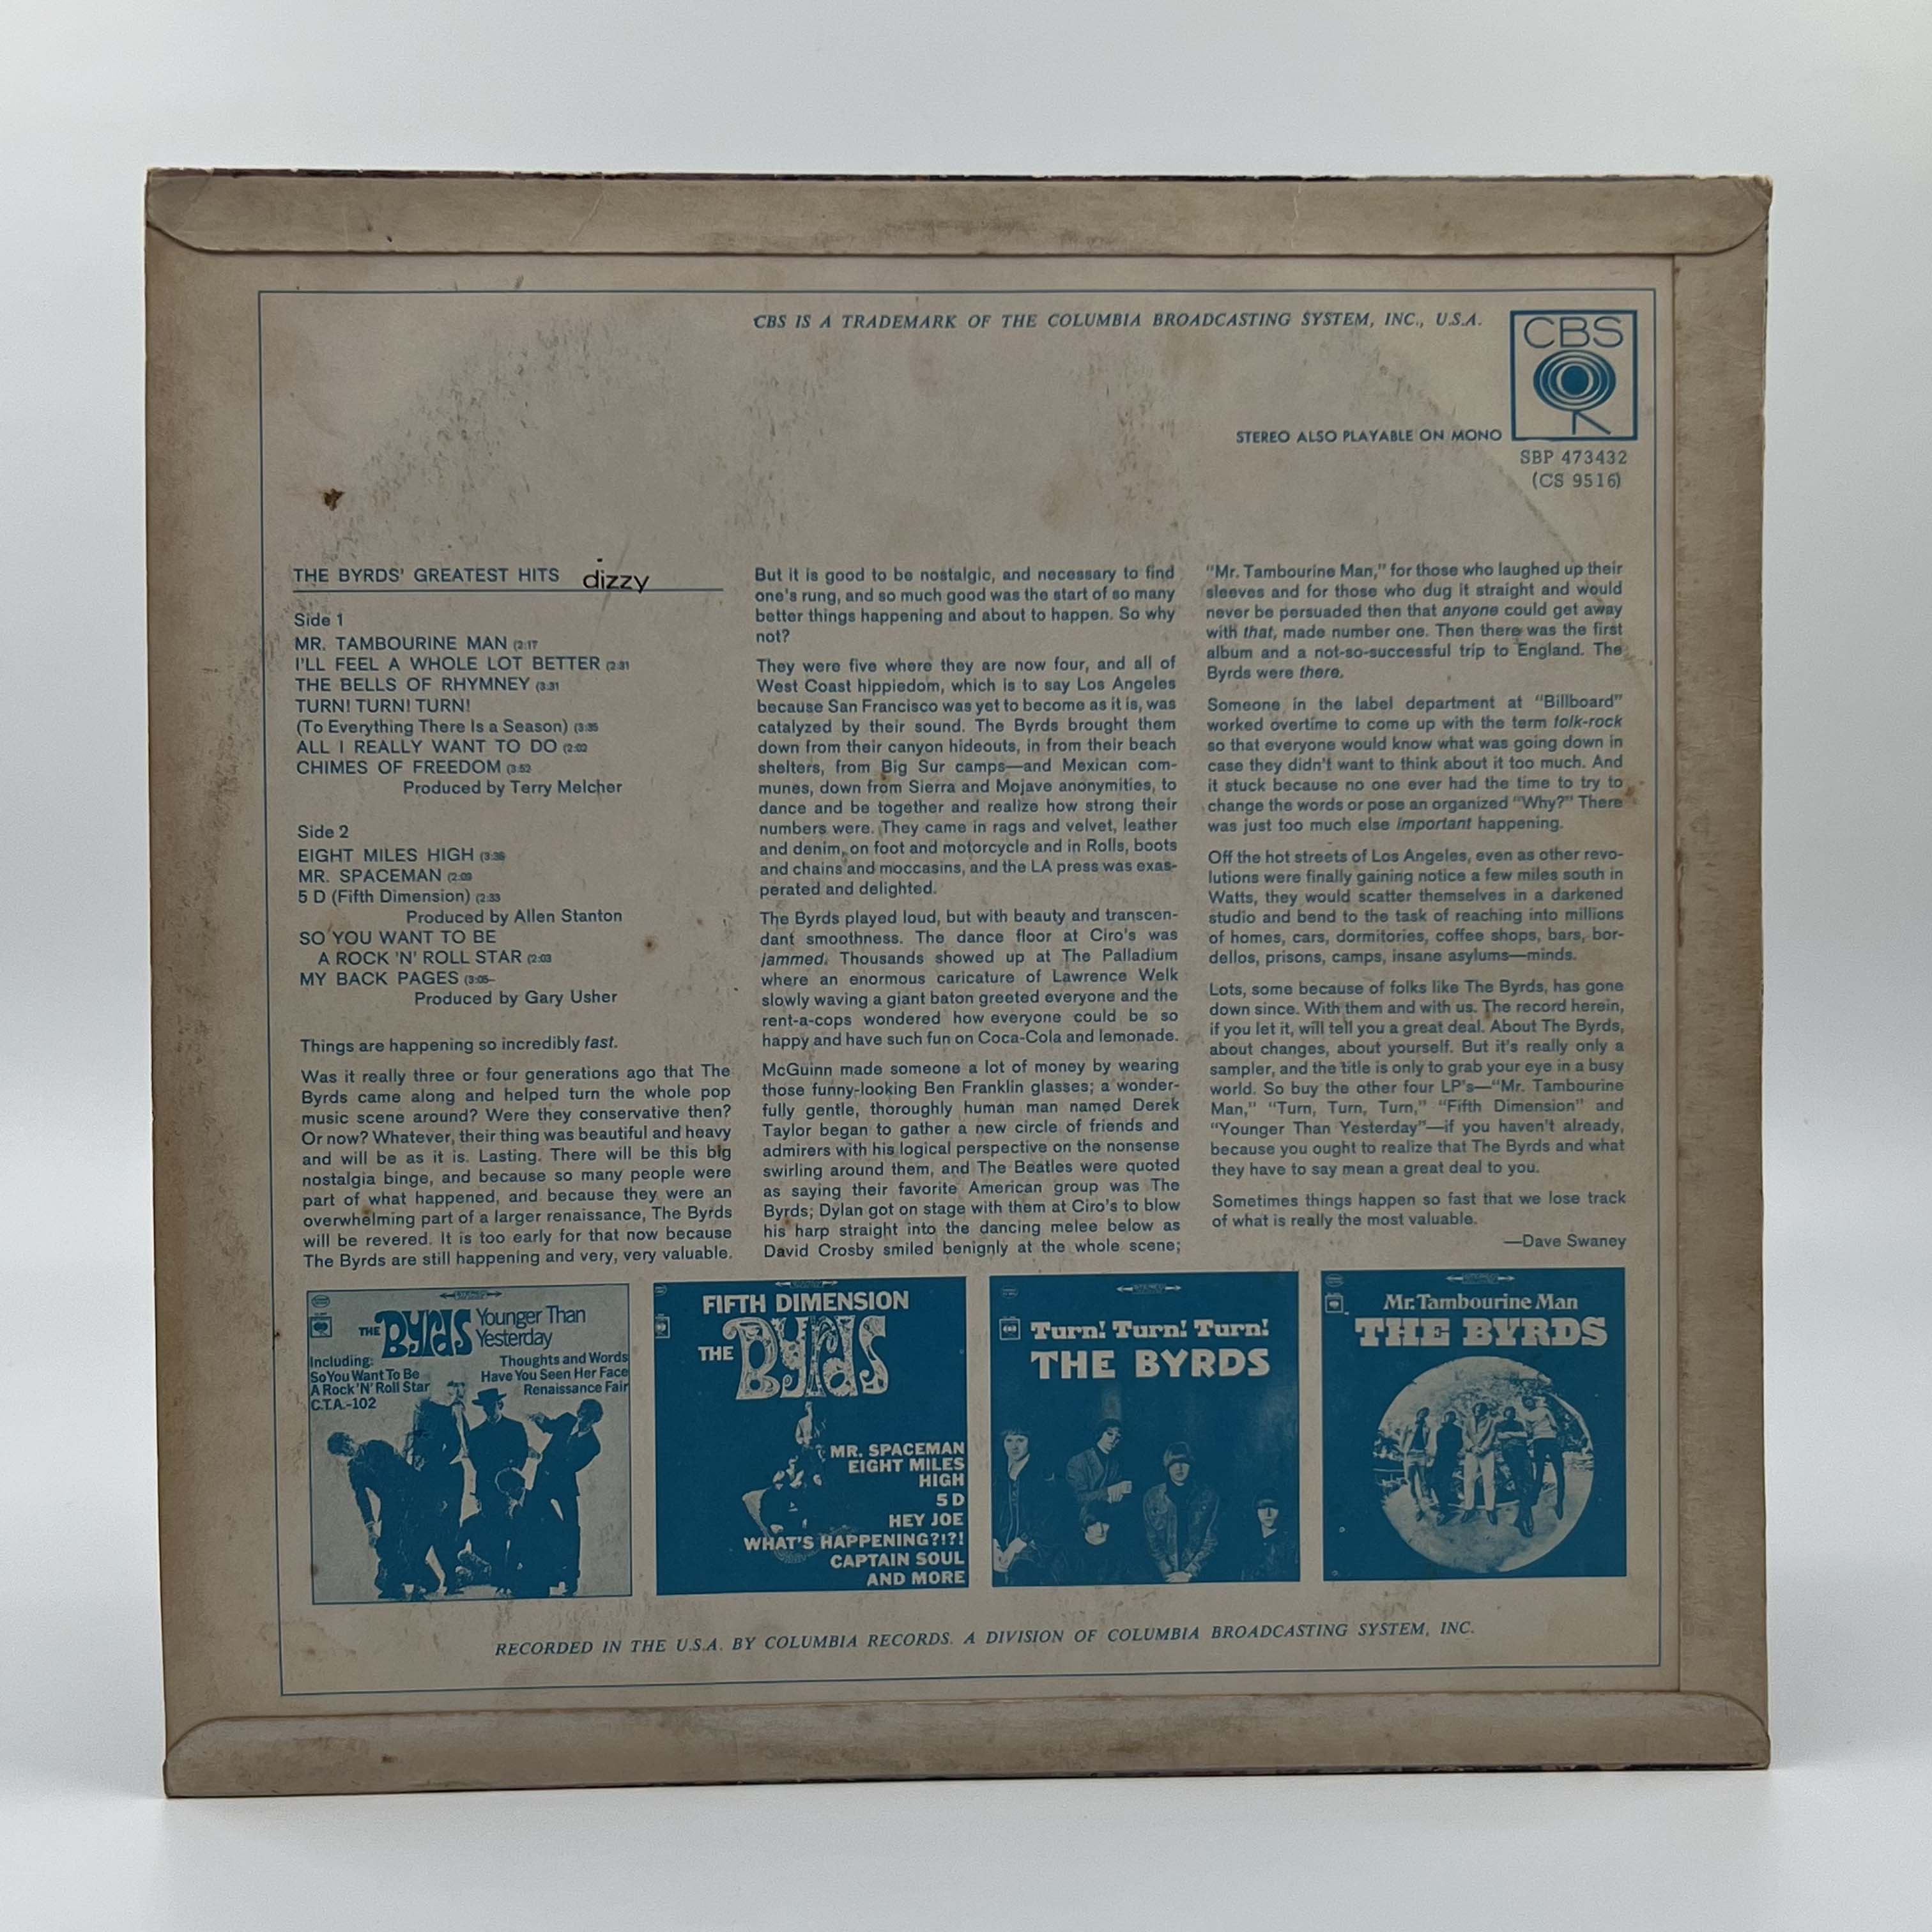 CBS IS A TRADEMARK OF THE COLUMBIA BROADCASTING SYSTEM, INC., U.S.A.
CBS
STEREO ALSO PLAYABLE ON MONO
SBP 473432
(CS 9516)
THE BYRDS' GREATEST HITS dizzy
Side 1
MR. TAMBOURINE MAN (2:17
I'LL FEEL A WHOLE LOT BETTER (2:31
THE BELLS OF RHYMNEY (3:31
TURN! TURN! TURN!
(To Everything There Is a Season) (3:35
ALL I REALLY WANT TO DO (2:02
CHIMES OF FREEDOM (3:52
Produced by Terry Melcher
Side 2
EIGHT MILES HIGH (3:36
MR. SPACEMAN (2:09
5 D (Fifth Dimension) (2:33
Produced by Allen Stanton
SO YOU WANT TO BE
A ROCK 'N' ROLL STAR (2:03
MY BACK PAGES (3:05
Produced by Gary Usher
Things are happening so incredibly fast.
Was it really three or four generations ago that The
Byrds came along and helped turn the whole pop
music scene around? Were they conservative then?
Or now? Whatever, their thing was beautiful and heavy
and will be as it is. Lasting. There will be this big
nostalgia binge, and because so many people were
part of what happened, and because they were an
overwhelming part of a larger renaissance, The Byrds
will be revered. It is too early for that now because
The Byrds are still happening and very, very valuable.
But it is good to be nostalgic, and necessary to find
one's rung, and so much good was the start of so many
better things happening and about to happen. So why
not?
They were five where they are now four, and all of
West Coast hippiedom, which is to say Los Angeles
because San Francisco was yet to become as it is, was
catalyzed by their sound. The Byrds brought them
down from their canyon hideouts, in from their beach
shelters, from Big Sur camps—and Mexican com-
munes, down from Sierra and Mojave anonymities, to
dance and be together and realize how strong their
numbers were. They came in rags and velvet, leather
and denim, on foot and motorcycle and in Rolls, boots
and chains and moccasins, and the LA press was exas-
perated and delighted.
The Byrds played loud, but with beauty and transcen-
dant smoothness. The dance floor at Ciro's was
jammed. Thousands showed up at The Palladium
where an enormous caricature of Lawrence Welk
slowly waving a giant baton greeted everyone and the
rent-a-cops wondered how everyone could be so
happy and have such fun on Coca-Cola and lemonade.
McGuinn made someone a lot of money by wearing
those funny-looking Ben Franklin glasses; a wonder-
fully gentle, thoroughly human man named Derek
Taylor began to gather a new circle of friends and
admirers with his logical perspective on the nonsense
swirling around them, and The Beatles were quoted
as saying their favorite American group was The
Byrds; Dylan got on stage with them at Ciro's to blow
his harp straight into the dancing melee below as
David Crosby smiled benignly at the whole scene;
"Mr. Tambourine Man," for those who laughed up their
sleeves and for those who dug it straight and would
never be persuaded then that anyone could get away
with that, made number one. Then there was the first
album and a not-so-successful trip to England. The
Byrds were there.
Someone in the label department at "Billboard"
worked overtime to come up with the term folk-rock
so that everyone would know what was going down in
case they didn't want to think about it too much. And
it stuck because no one ever had the time to try to
change the words or pose an organized "Why?" There
was just too much else important happening.
Off the hot streets of Los Angeles, even as other revo-
lutions were finally gaining notice a few miles south in
Watts, they would scatter themselves in a darkened
studio and bend to the task of reaching into millions
of homes, cars, dormitories, coffee shops, bars, bor-
dellos, prisons, camps, insane asylums—minds.
Lots, some because of folks like The Byrds, has gone
down since. With them and with us. The record herein,
if you let it, will tell you a great deal. About The Byrds,
about changes, about yourself. But it's really only a
sampler, and the title is only to grab your eye in a busy
world. So buy the other four LP's—"Mr. Tambourine
Man," "Turn, Turn, Turn," "Fifth Dimension" and
"Younger Than Yesterday"—if you haven't already,
because you ought to realize that The Byrds and what
they have to say mean a great deal to you.
Sometimes things happen so fast that we lose track
of what is really the most valuable.
—Dave Swaney
STEREO
THE BYRDS Younger Than
Yesterday
Including:
So You Want To Be
A Rock 'N' Roll Star
C.T.A.-102
Thoughts and Words
Have You Seen Her Face
Renaissance Fair
FIFTH DIMENSION
THE BYRDS
MR. SPACEMAN
EIGHT MILES
HIGH
5 D
HEY JOE
WHAT'S HAPPENING?!?!
CAPTAIN SOUL
AND MORE
STEREO
Turn! Turn! Turn!
THE BYRDS
STEREO
Mr. Tambourine Man
THE BYRDS
RECORDED IN THE U.S.A. BY COLUMBIA RECORDS. A DIVISION OF COLUMBIA BROADCASTING SYSTEM, INC.